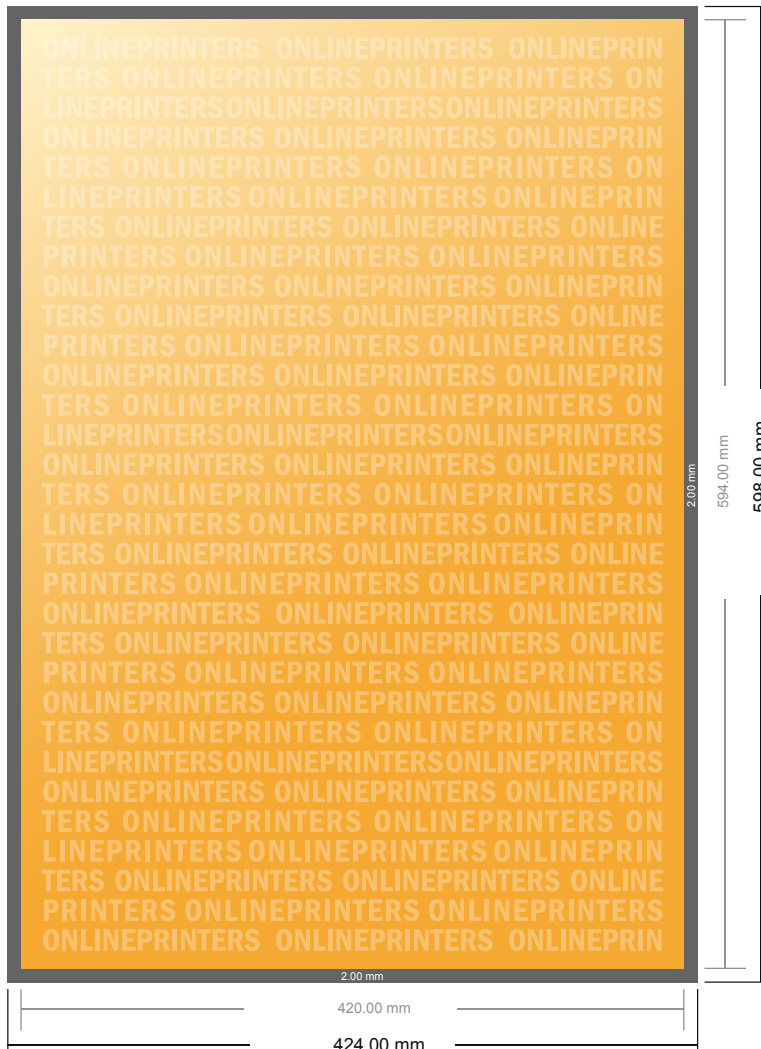 ONLINEPRINTERS ONLINEPRINTERS ONLINEPRIN
TERS ONLINEPRINTERS ONLINEPRINTERS ON
LINEPRINTERSONLINEPRINTERSONLINEPRINTERS
ONLINEPRINTERS ONLINEPRINTERS ONLINEPRIN
TERS ONLINEPRINTERS ONLINEPRINTERS ON
LINEPRINTERS ONLINEPRINTERS ONLINEPRIN
TERS ONLINEPRINTERS ONLINEPRINTERS ONLINE
PRINTERS ONLINEPRINTERS ONLINEPRINTERS
ONLINEPRINTERS ONLINEPRINTERS ONLINEPRIN
TERS ONLINEPRINTERS ONLINEPRINTERS ONLINE
PRINTERS ONLINEPRINTERS ONLINEPRINTERS
ONLINEPRINTERS ONLINEPRINTERS ONLINEPRIN
TERS ONLINEPRINTERS ONLINEPRINTERS ON
LINEPRINTERSONLINEPRINTERSONLINEPRINTERS
ONLINEPRINTERS ONLINEPRINTERS ONLINEPRIN
TERS ONLINEPRINTERS ONLINEPRINTERS ON
LINEPRINTERS ONLINEPRINTERS ONLINEPRIN
TERS ONLINEPRINTERS ONLINEPRINTERS ONLINE
PRINTERS ONLINEPRINTERS ONLINEPRINTERS
ONLINEPRINTERS ONLINEPRINTERS ONLINEPRIN
TERS ONLINEPRINTERS ONLINEPRINTERS ONLINE
PRINTERS ONLINEPRINTERS ONLINEPRINTERS
ONLINEPRINTERS ONLINEPRINTERS ONLINEPRIN
TERS ONLINEPRINTERS ONLINEPRINTERS ON
LINEPRINTERSONLINEPRINTERSONLINEPRINTERS
ONLINEPRINTERS ONLINEPRINTERS ONLINEPRIN
TERS ONLINEPRINTERS ONLINEPRINTERS ON
LINEPRINTERS ONLINEPRINTERS ONLINEPRIN
TERS ONLINEPRINTERS ONLINEPRINTERS ONLINE
PRINTERS ONLINEPRINTERS ONLINEPRINTERS
ONLINEPRINTERS ONLINEPRINTERS ONLINEPRIN
2.00 mm
594.00 mm
598.00 mm
2.00 mm
420.00 mm
424.00 mm